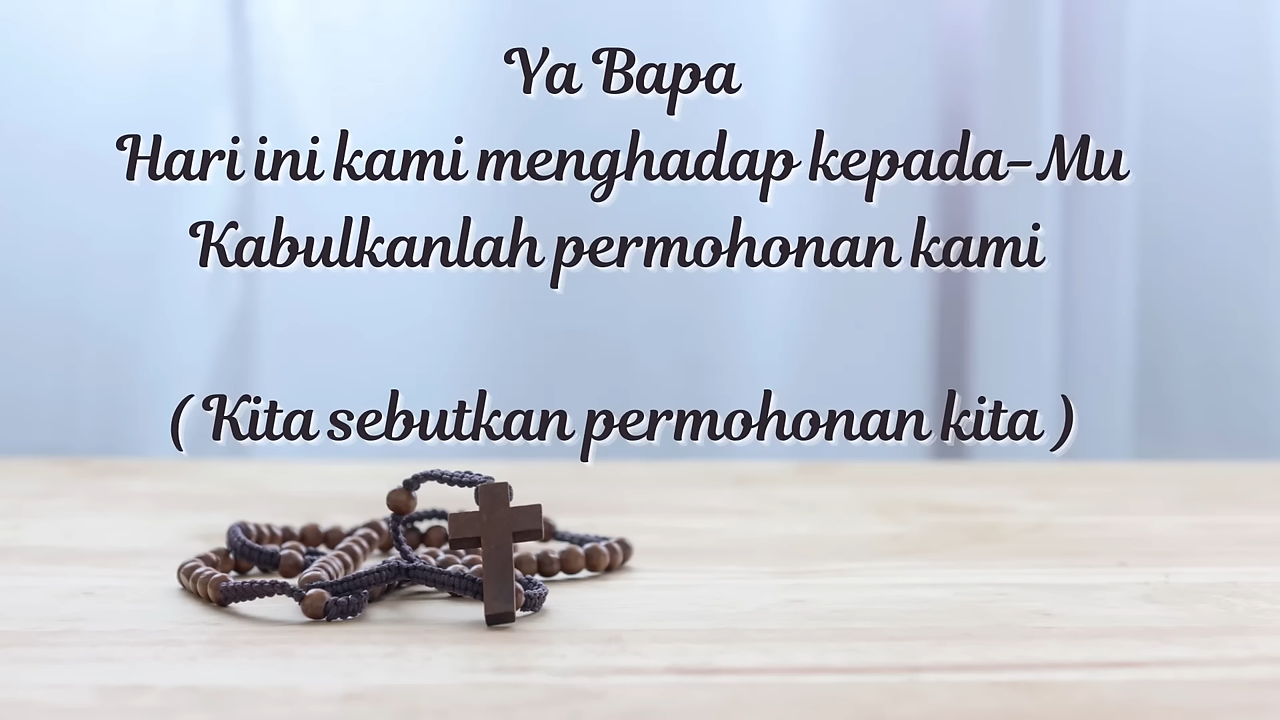 Ya Bapa
Hari ini kami menghadap kepada-Mu
Kabulkanlah permohonan kami
( Kita sebutkan permohonan kita )